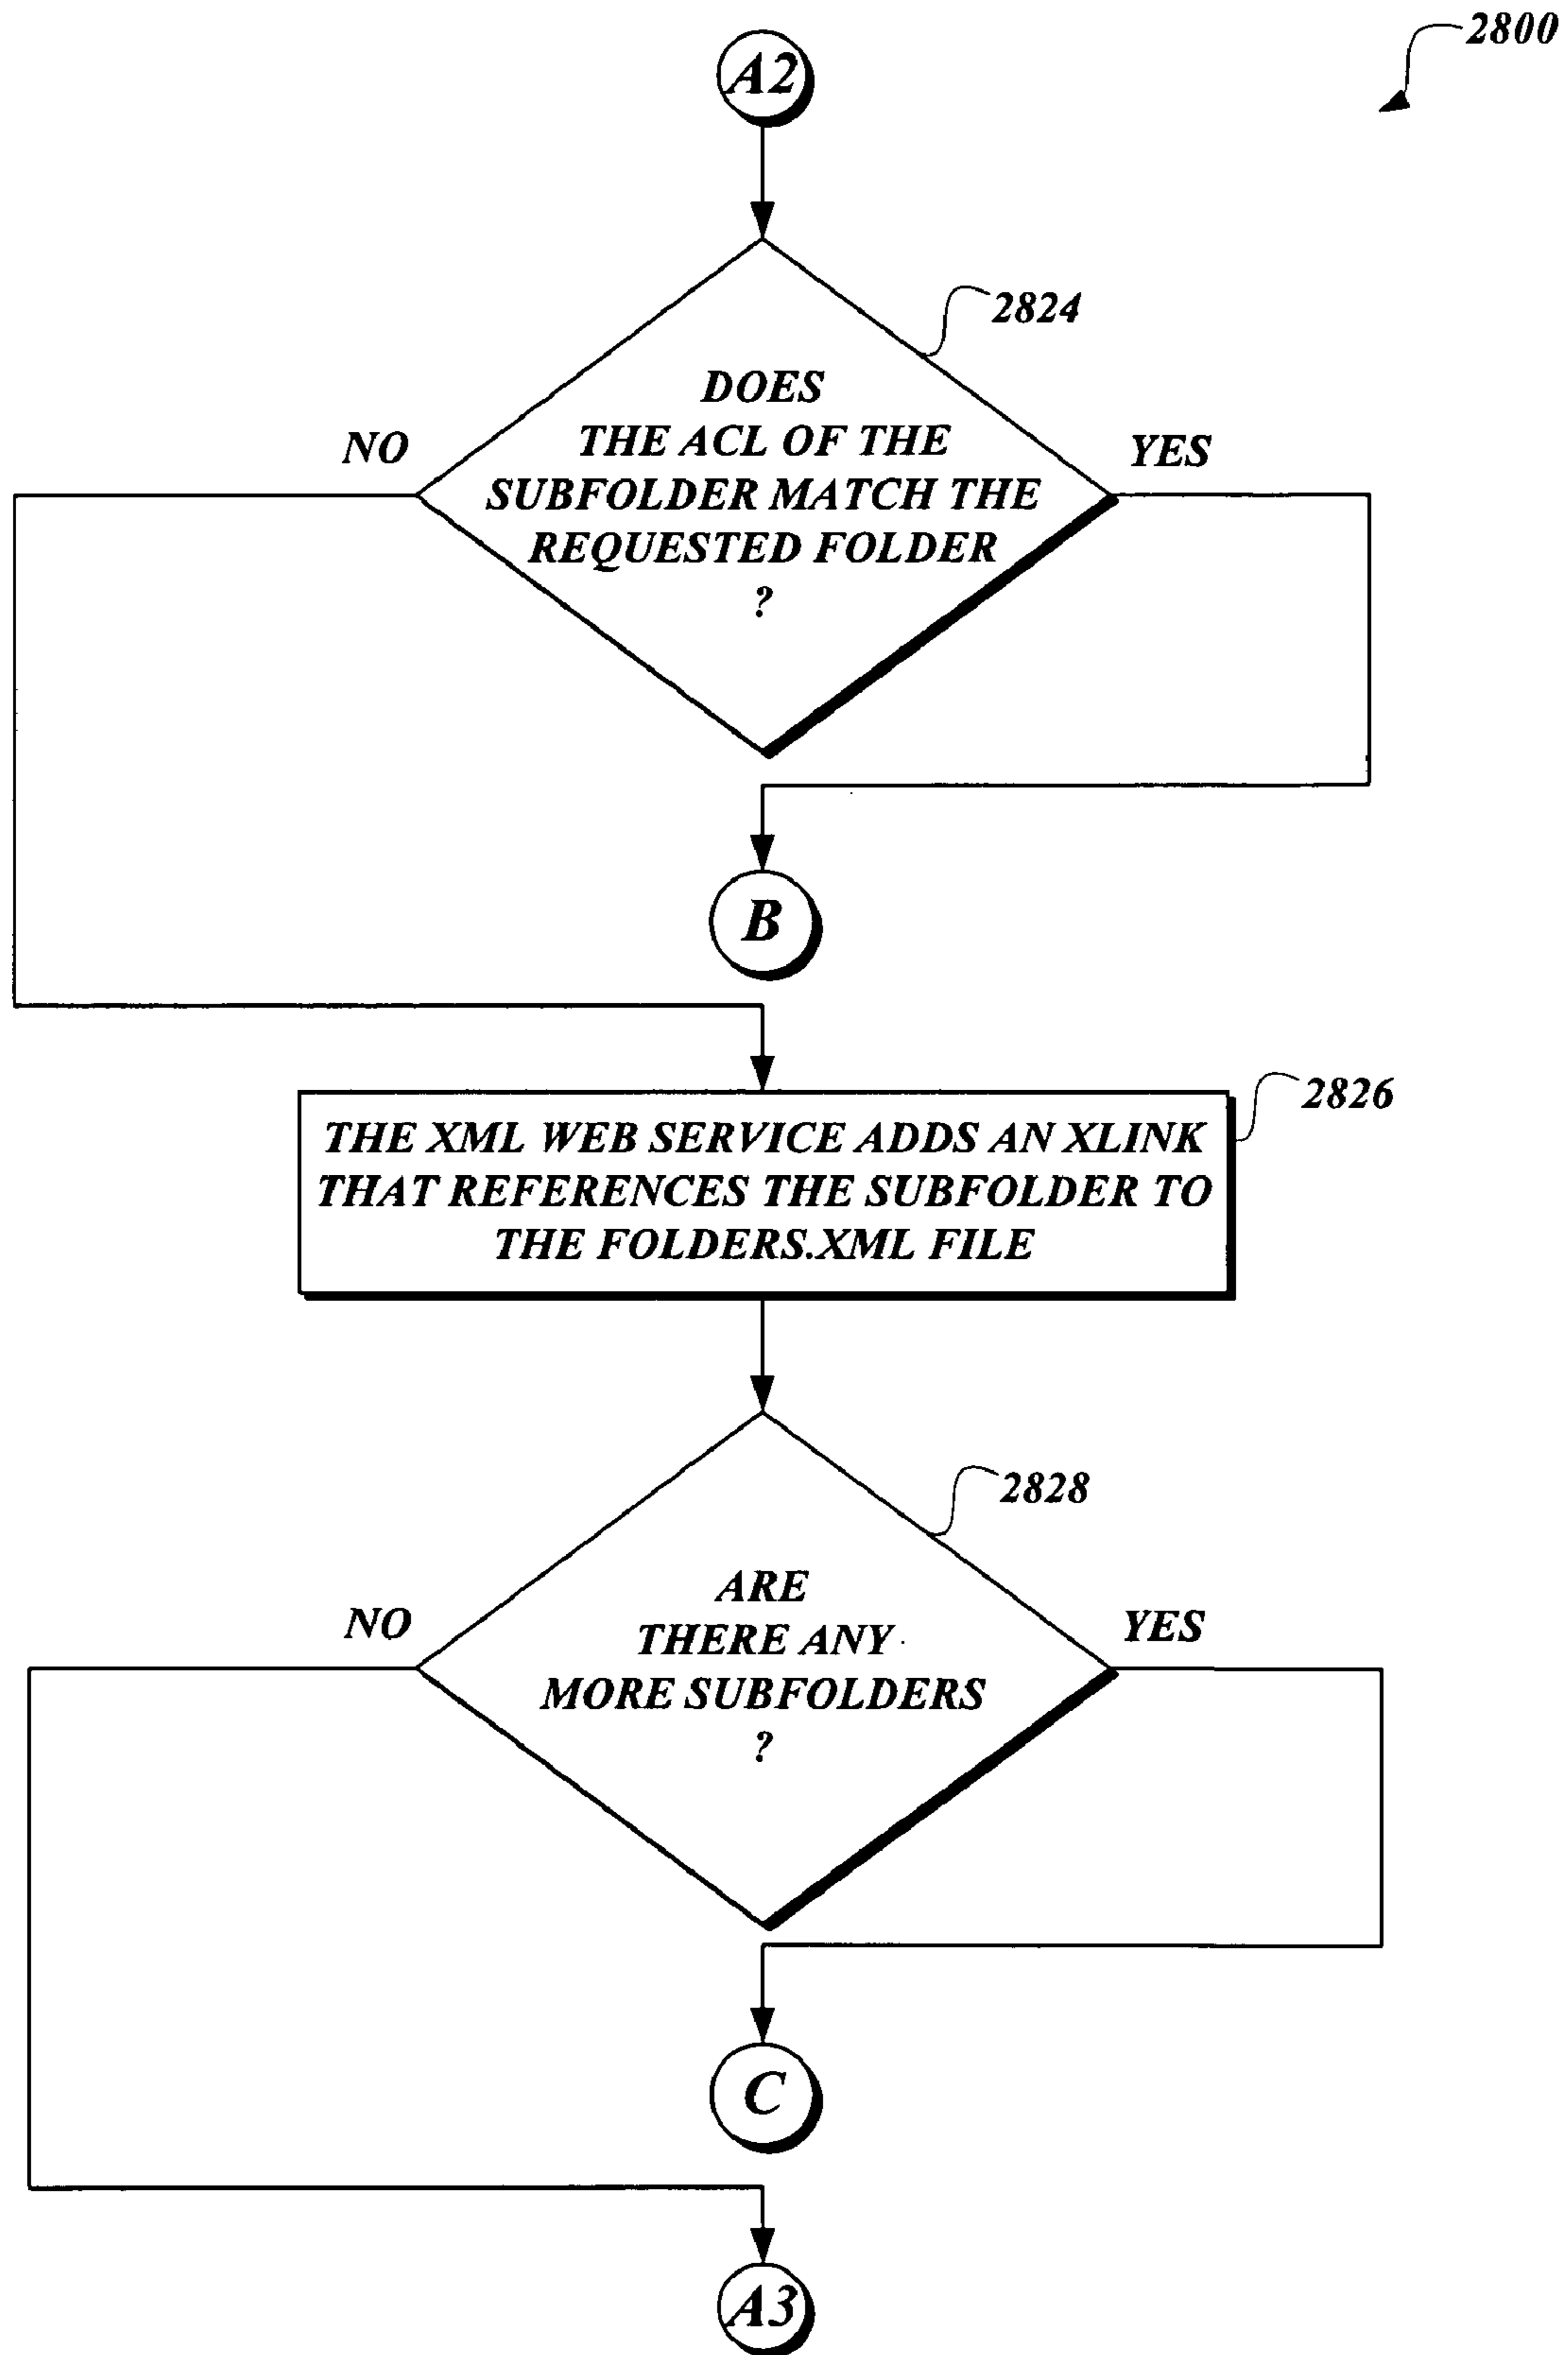 2800
A2
2824
DOES
THE ACL OF THE
SUBFOLDER MATCH THE
REQUESTED FOLDER
?
NO
YES
B
2826
THE XML WEB SERVICE ADDS AN XLINK
THAT REFERENCES THE SUBFOLDER TO
THE FOLDERS.XML FILE
2828
ARE
THERE ANY
MORE SUBFOLDERS
?
NO
YES
C
A3